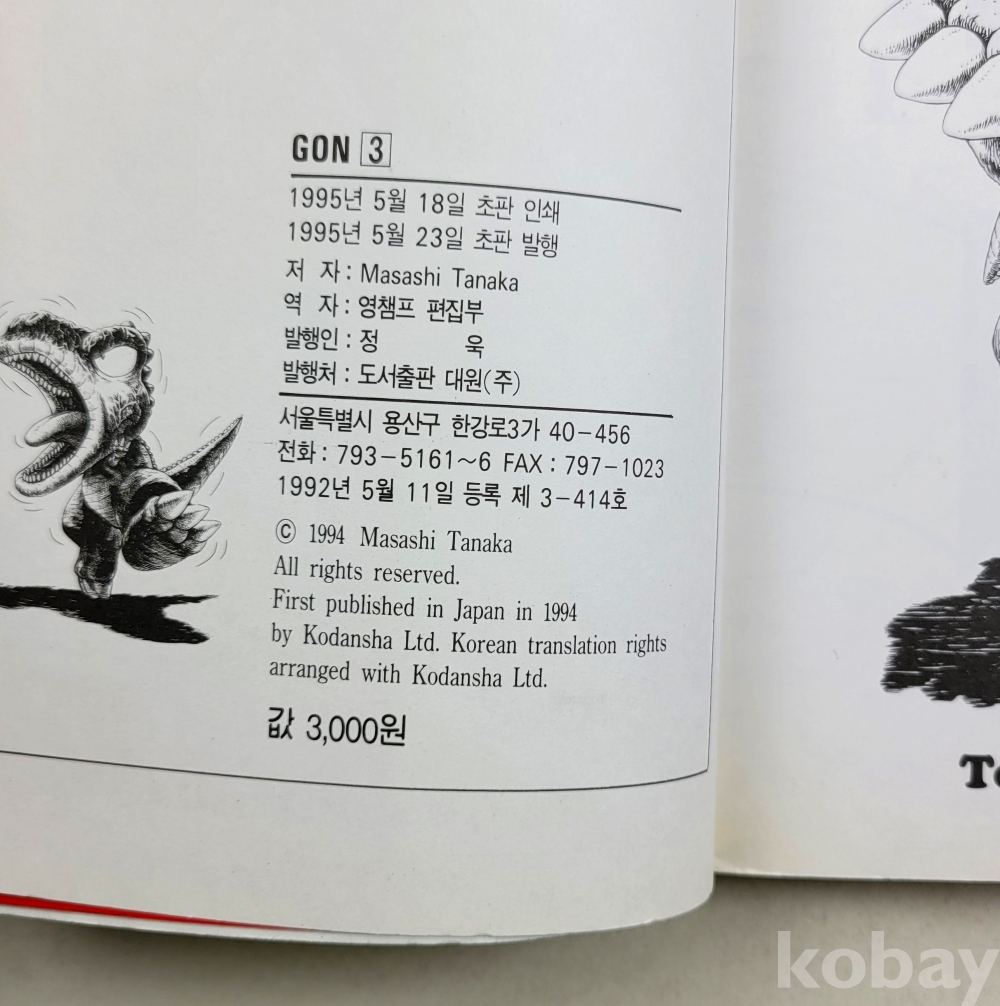 GON 3
1995년 5월 18일 초판 인쇄
1995년 5월 23일 초판 발행
저 자 : Masashi Tanaka
역 자 : 영챔프 편집부
발행인 : 정 욱
발행처 : 도서출판 대원(주)
서울특별시 용산구 한강로3가 40-456
전화 : 793-5161~6 FAX : 797-1023
1992년 5월 11일 등록 제 3-414호
© 1994 Masashi Tanaka
All rights reserved.
First published in Japan in 1994
by Kodansha Ltd. Korean translation rights
arranged with Kodansha Ltd.
값 3,000원
kobay